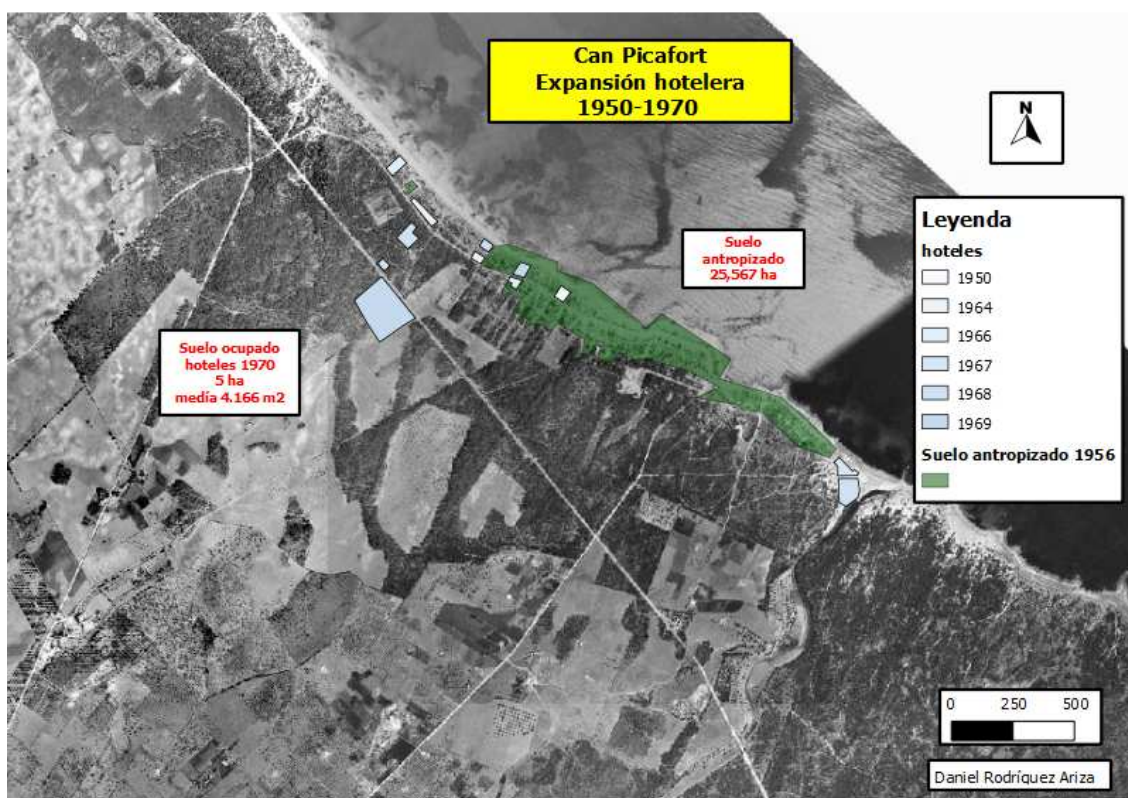 Can Picafort
Expansión hotelera
1950-1970
N
Suelo
antropizado
25,567 ha
Suelo ocupado
hoteles 1970
5 ha
medía 4.166 m2
Leyenda
hoteles
1950
1964
1966
1967
1968
1969
Suelo antropizado 1956
0 250 500
Daniel Rodríguez Ariza